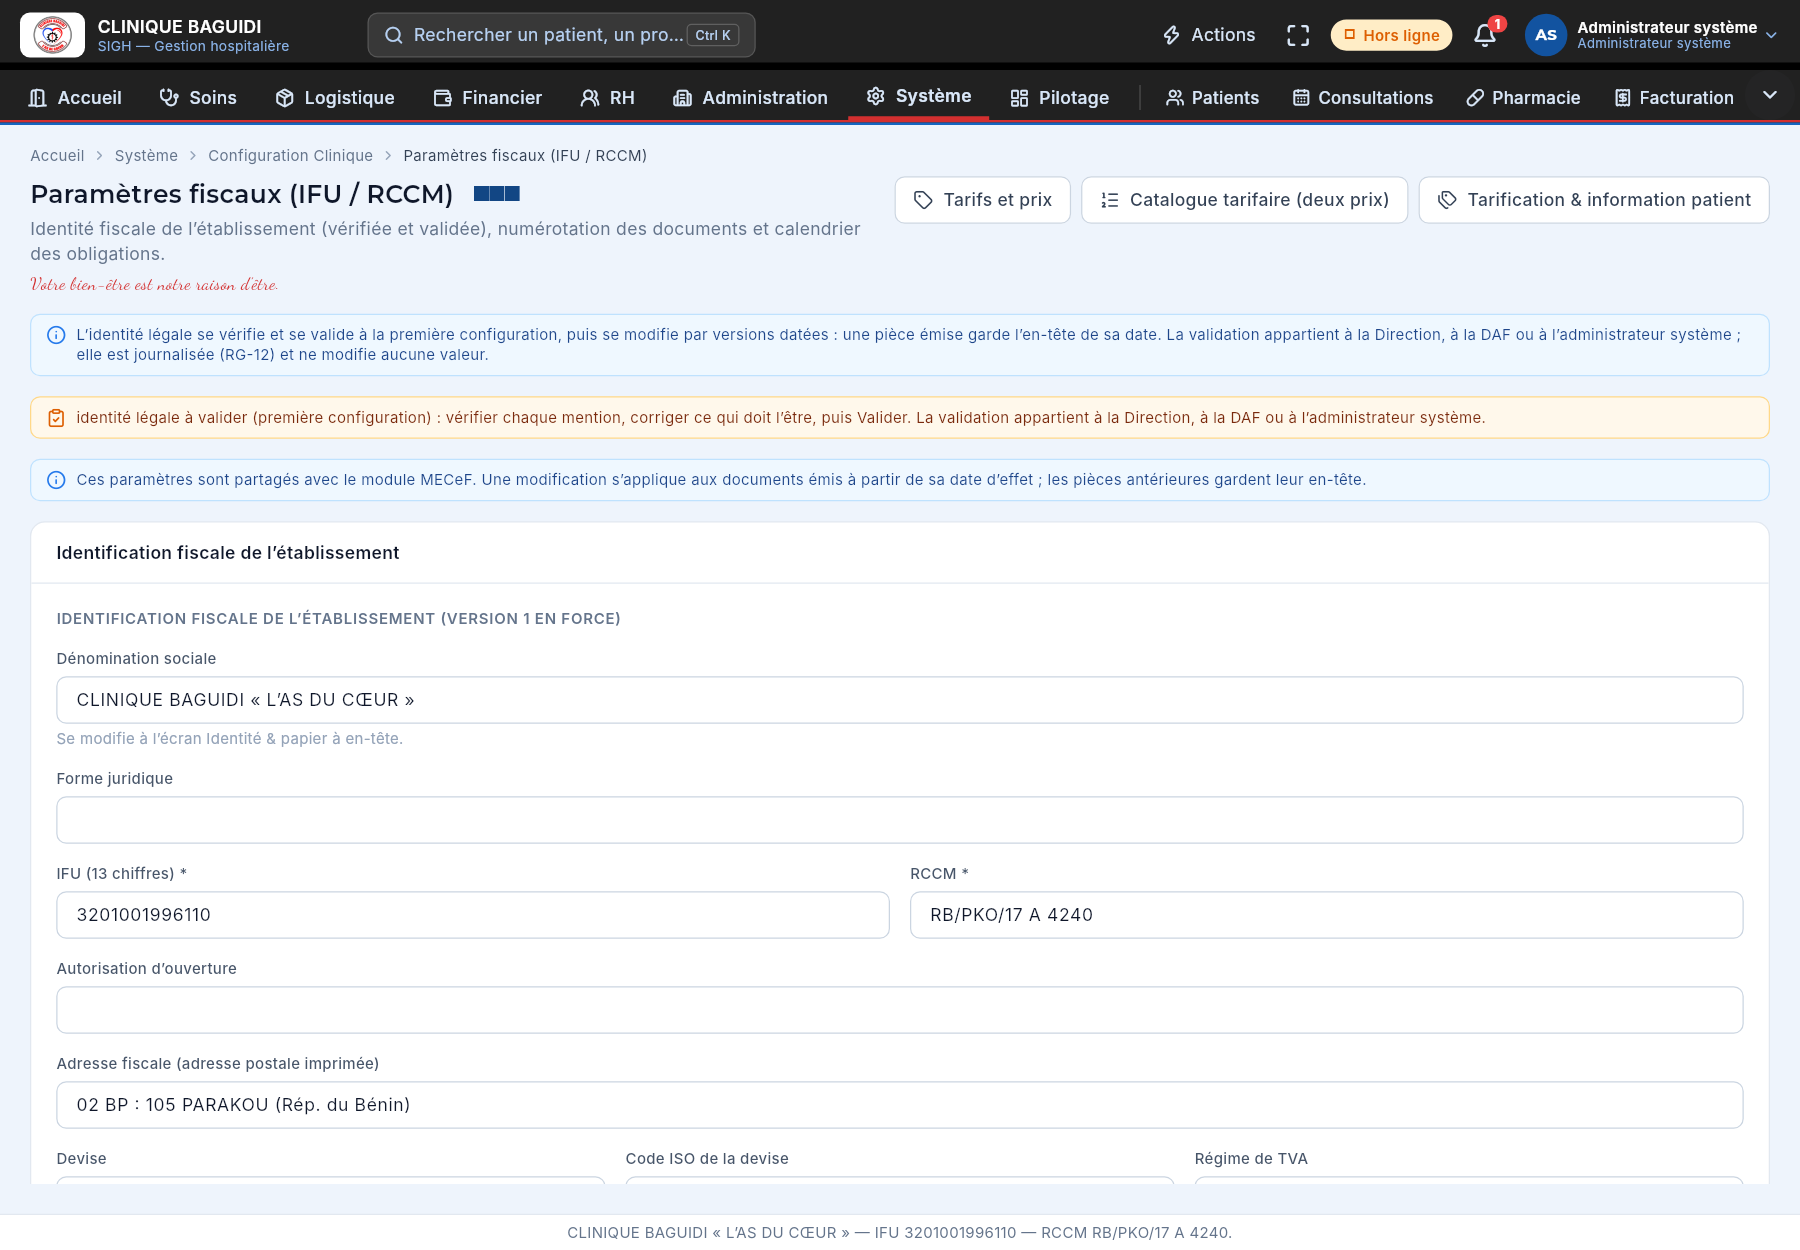 CLINIQUE BAGUIDI
SIGH — Gestion hospitalière
Rechercher un patient, un pro... Ctrl K
Actions
Hors ligne
1
AS
Administrateur système
Administrateur système
Accueil
Soins
Logistique
Financier
RH
Administration
Système
Pilotage
Patients
Consultations
Pharmacie
Facturation
Accueil > Système > Configuration Clinique > Paramètres fiscaux (IFU / RCCM)
Paramètres fiscaux (IFU / RCCM)
Tarifs et prix
Catalogue tarifaire (deux prix)
Tarification & information patient
Identité fiscale de l’établissement (vérifiée et validée), numérotation des documents et calendrier
des obligations.
Votre bien-être est notre raison d'être.
L’identité légale se vérifie et se valide à la première configuration, puis se modifie par versions datées : une pièce émise garde l’en-tête de sa date. La validation appartient à la Direction, à la DAF ou à l’administrateur système ;
elle est journalisée (RG-12) et ne modifie aucune valeur.
identité légale à valider (première configuration) : vérifier chaque mention, corriger ce qui doit l’être, puis Valider. La validation appartient à la Direction, à la DAF ou à l’administrateur système.
Ces paramètres sont partagés avec le module MECeF. Une modification s’applique aux documents émis à partir de sa date d’effet ; les pièces antérieures gardent leur en-tête.
Identification fiscale de l’établissement
IDENTIFICATION FISCALE DE L’ÉTABLISSEMENT (VERSION 1 EN FORCE)
Dénomination sociale
CLINIQUE BAGUIDI « L’AS DU CŒUR »
Se modifie à l’écran Identité & papier à en-tête.
Forme juridique
IFU (13 chiffres) *
RCCM *
3201001996110
RB/PKO/17 A 4240
Autorisation d’ouverture
Adresse fiscale (adresse postale imprimée)
02 BP : 105 PARAKOU (Rép. du Bénin)
Devise
Code ISO de la devise
Régime de TVA
CLINIQUE BAGUIDI « L’AS DU CŒUR » — IFU 3201001996110 — RCCM RB/PKO/17 A 4240.